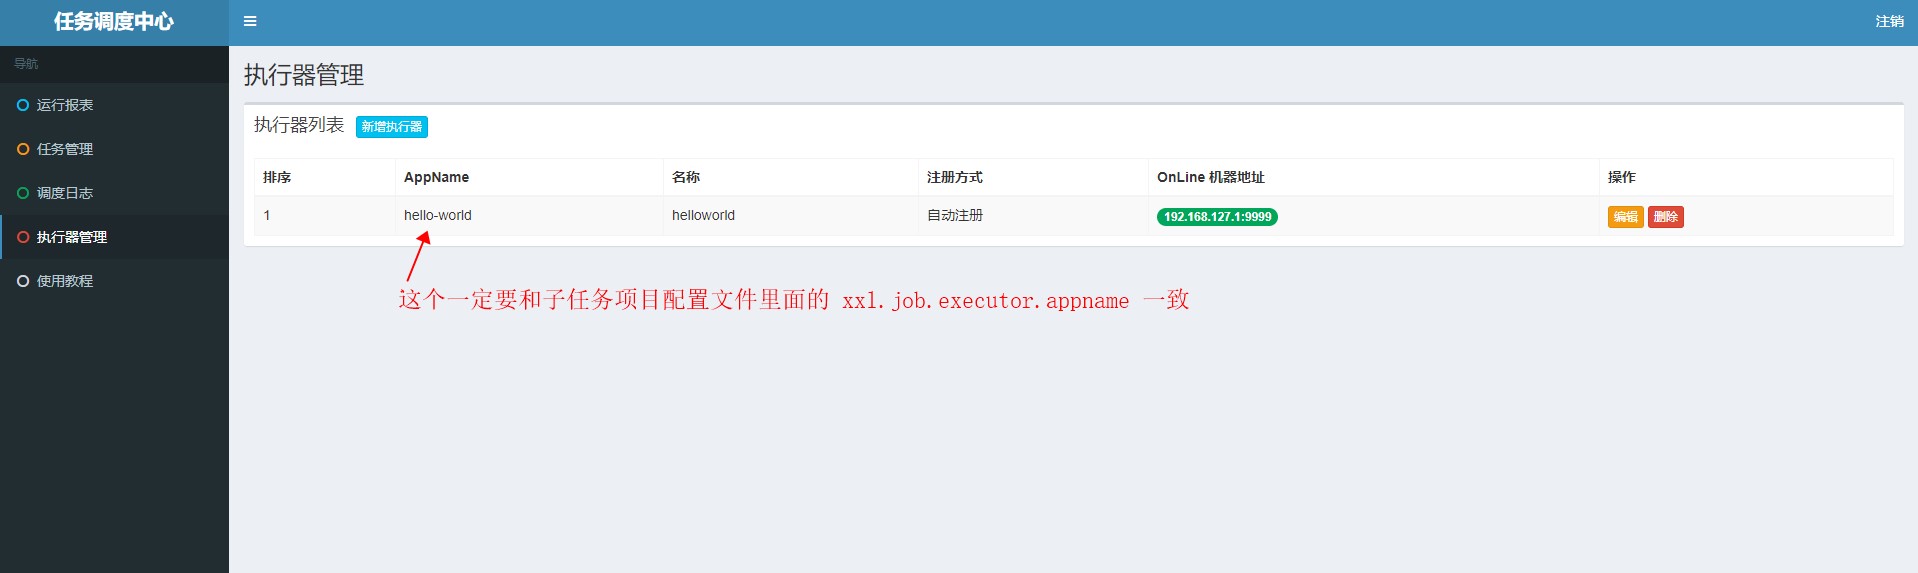 任务调度中心
注销
导航
运行报表
任务管理
调度日志
执行器管理
使用教程
执行器管理
执行器列表 新增执行器
排序 AppName 名称 注册方式 OnLine 机器地址 操作
1 hello-world helloworld 自动注册 192.168.127.1:9999 编辑 删除
这个一定要和子任务项目配置文件里面的 xxl.job.executor.appname 一致